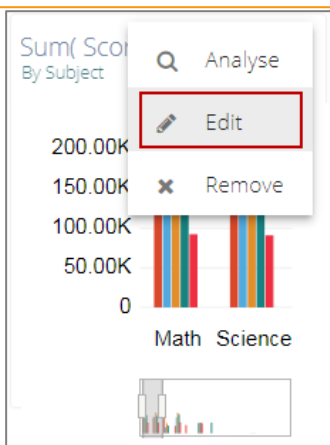 Sum( Scor
By Subject
Analyse
Edit
Remove
200.00K
150.00K
100.00K
50.00K
0
Math Science